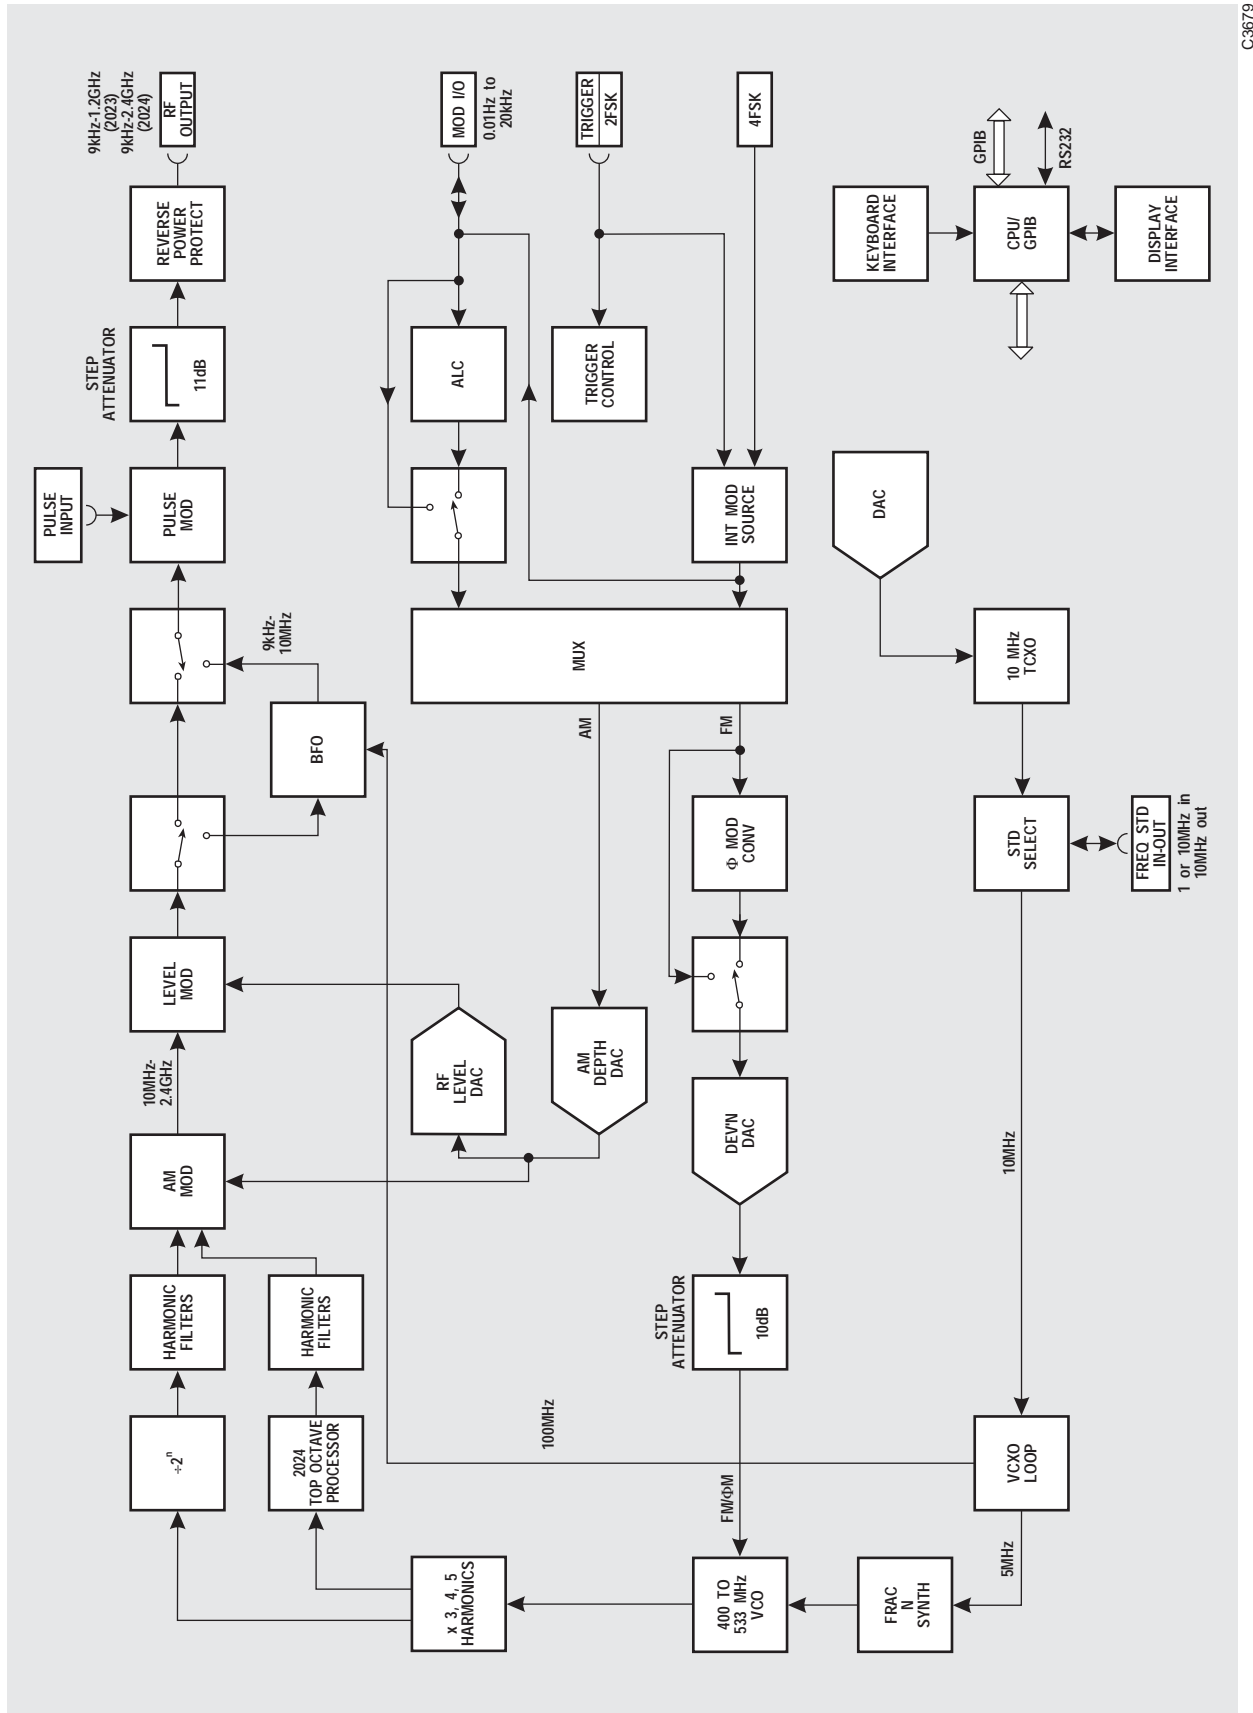 C3679
÷2ⁿ
HARMONIC
FILTERS
AM
MOD
10MHz-
2.4GHz
LEVEL
MOD
PULSE
INPUT
PULSE
MOD
STEP
ATTENUATOR
11dB
REVERSE
POWER
PROTECT
9kHz-1.2GHz
(2023)
9kHz-2.4GHz
(2024)
RF
OUTPUT
2024
TOP OCTAVE
PROCESSOR
HARMONIC
FILTERS
BFO
9kHz-
10MHz
x 3, 4, 5
HARMONICS
100MHz
RF
LEVEL
DAC
AM
DEPTH
DAC
AM
MUX
ALC
MOD I/O
0.01Hz to
20kHz
TRIGGER
CONTROL
TRIGGER
2FSK
400 TO
533 MHz
VCO
FM/ΦM
STEP
ATTENUATOR
10dB
DEV'N
DAC
Φ MOD
CONV
FM
INT MOD
SOURCE
4FSK
FRAC
N
SYNTH
5MHz
VCXO
LOOP
10MHz
STD
SELECT
FREQ STD
IN-OUT
1 or 10MHz in
10MHz out
10 MHz
TCXO
DAC
KEYBOARD
INTERFACE
CPU/
GPIB
GPIB
RS232
DISPLAY
INTERFACE